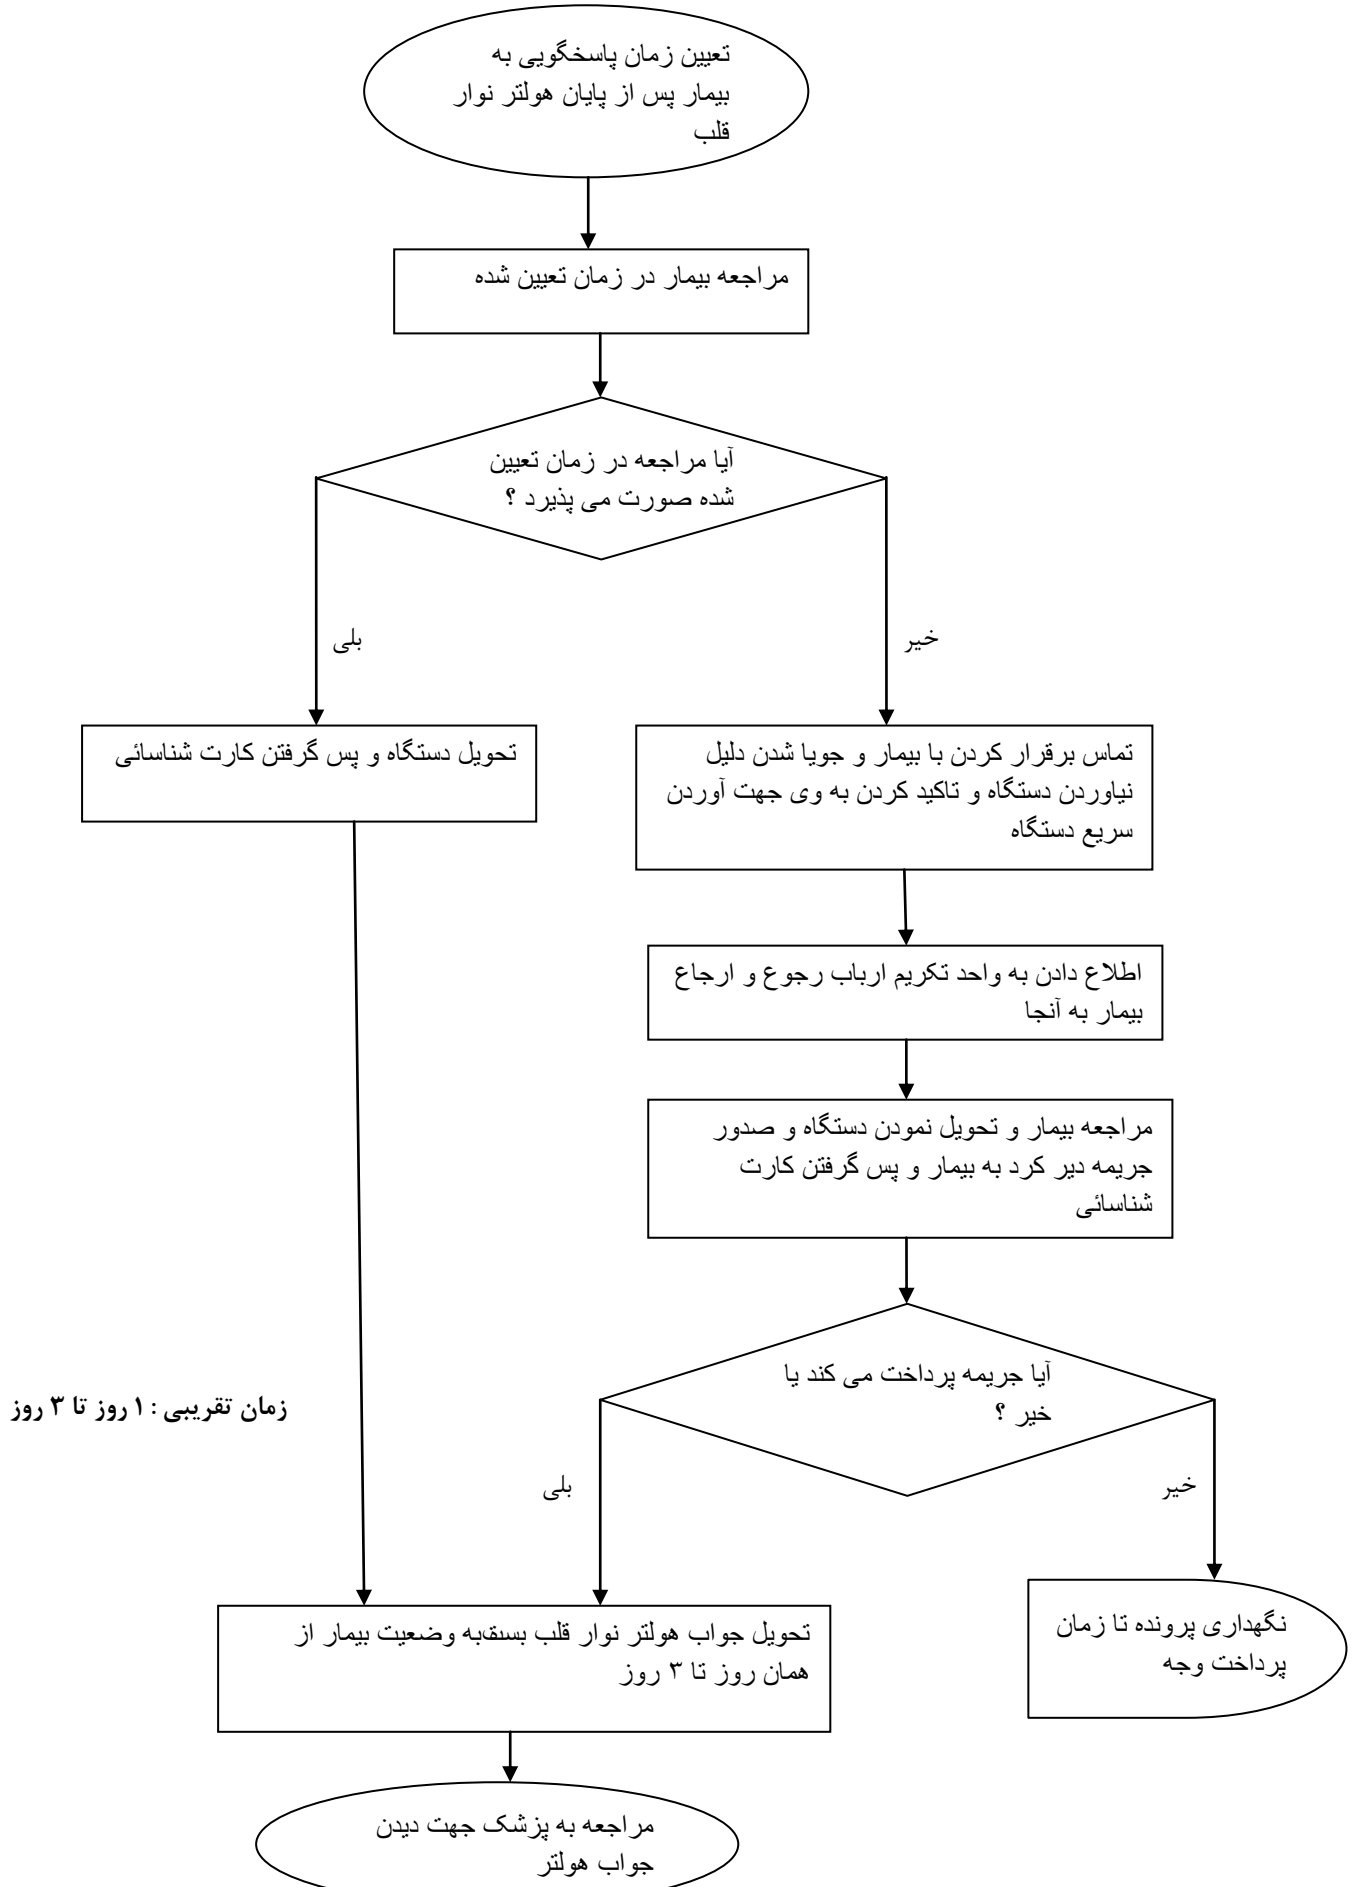 تعیین زمان پاسخگویی به
بیمار پس از پایان هولتر نوار
قلب
مراجعه بیمار در زمان تعیین شده
آیا مراجعه در زمان تعیین
شده صورت می پذیرد ؟
بلی
خیر
تحویل دستگاه و پس گرفتن کارت شناسائی
تماس برقرار کردن با بیمار و جویا شدن دلیل
نیاوردن دستگاه و تاکید کردن به وی جهت آوردن
سریع دستگاه
اطلاع دادن به واحد تکریم ارباب رجوع و ارجاع
بیمار به آنجا
مراجعه بیمار و تحویل نمودن دستگاه و صدور
جریمه دیر کرد به بیمار و پس گرفتن کارت
شناسائی
آیا جریمه پرداخت می کند یا
خیر ؟
زمان تقریبی : ۱ روز تا ۳ روز
بلی
خیر
نگهداری پرونده تا زمان
پرداخت وجه
تحویل جواب هولتر نوار قلب بسته به وضعیت بیمار از
همان روز تا ۳ روز
مراجعه به پزشک جهت دیدن
جواب هولتر